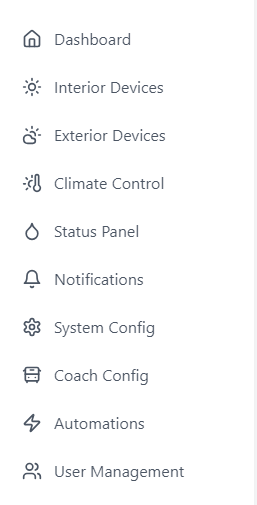 Dashboard
Interior Devices
Exterior Devices
Climate Control
Status Panel
Notifications
System Config
Coach Config
Automations
User Management